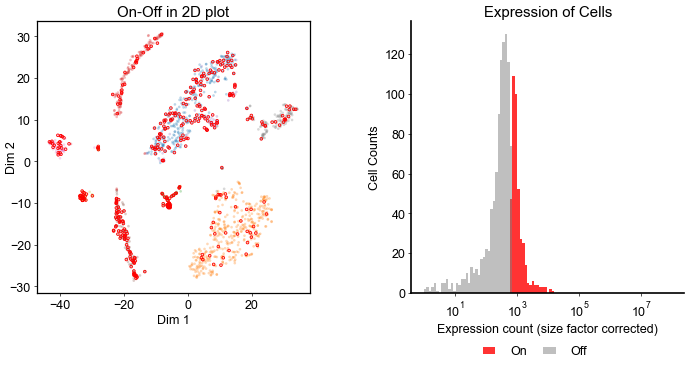 On-Off in 2D plot
Dim 2
30
20
10
0
−10
−20
−30
−40
−20
0
20
Dim 1
Expression of Cells
Cell Counts
120
100
80
60
40
20
0
10^1
10^3
10^5
10^7
Expression count (size factor corrected)
On
Off